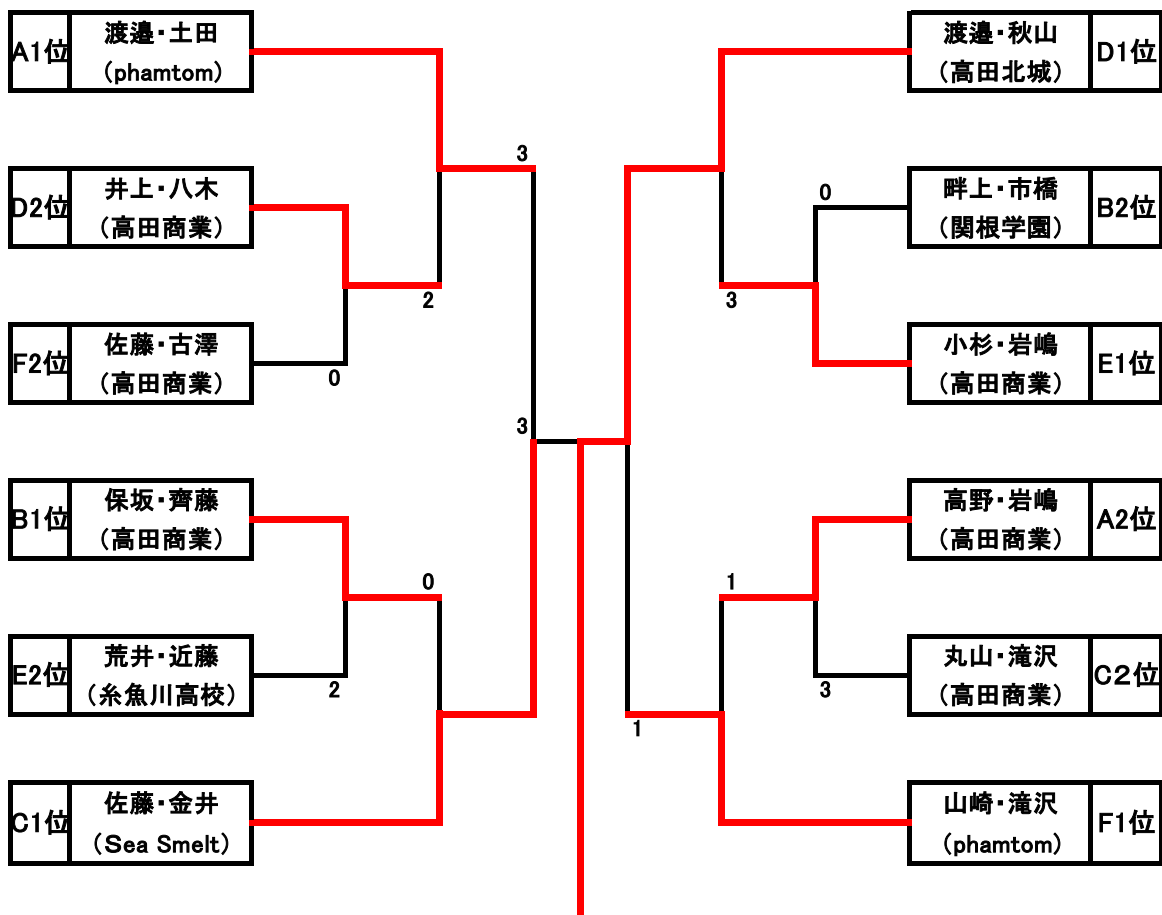 A1位
渡邉・土田
（phamtom）
D2位
井上・八木
（高田商業）
F2位
佐藤・古澤
（高田商業）
B1位
保坂・齊藤
（高田商業）
E2位
荒井・近藤
（糸魚川高校）
C1位
佐藤・金井
（Sea Smelt）
3
2
0
3
0
2
渡邉・秋山
（高田北城）
D1位
0
畔上・市橋
（関根学園）
B2位
3
小杉・岩嶋
（高田商業）
E1位
高野・岩嶋
（高田商業）
A2位
1
丸山・滝沢
（高田商業）
C2位
3
1
山崎・滝沢
（phamtom）
F1位